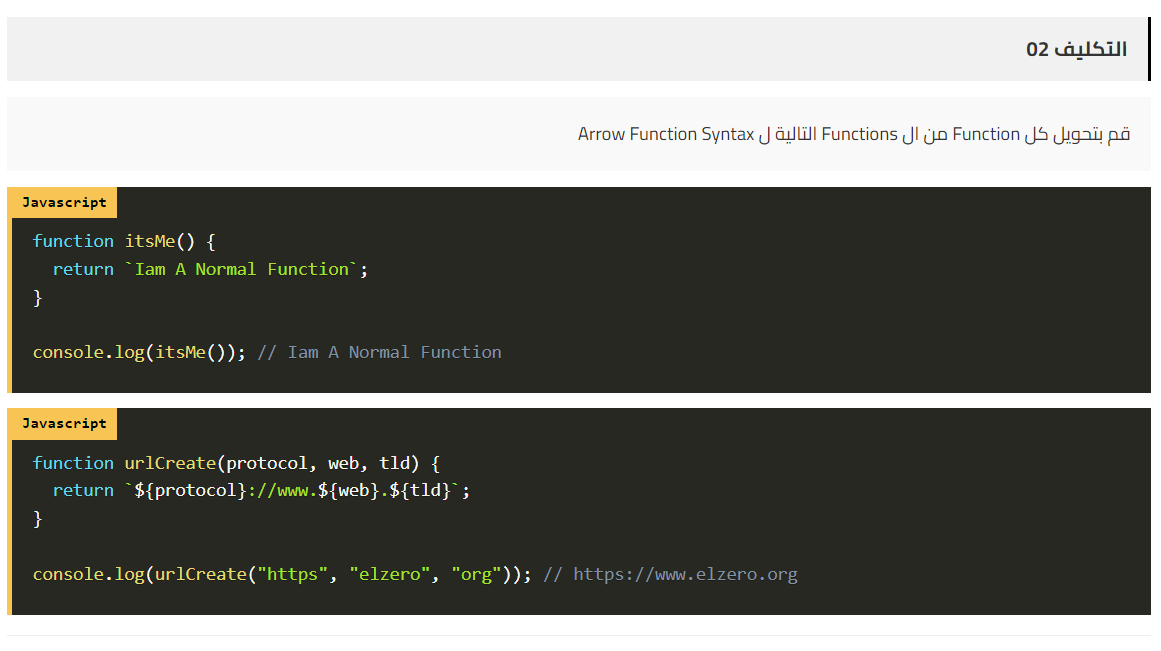 التكليف 02
قم بتحويل كل Function من ال Functions التالية ل Arrow Function Syntax
Javascript
function itsMe() {
  return `Iam A Normal Function`;
}
console.log(itsMe()); // Iam A Normal Function
Javascript
function urlCreate(protocol, web, tld) {
  return `${protocol}://www.${web}.${tld}`;
}
console.log(urlCreate("https", "elzero", "org")); // https://www.elzero.org